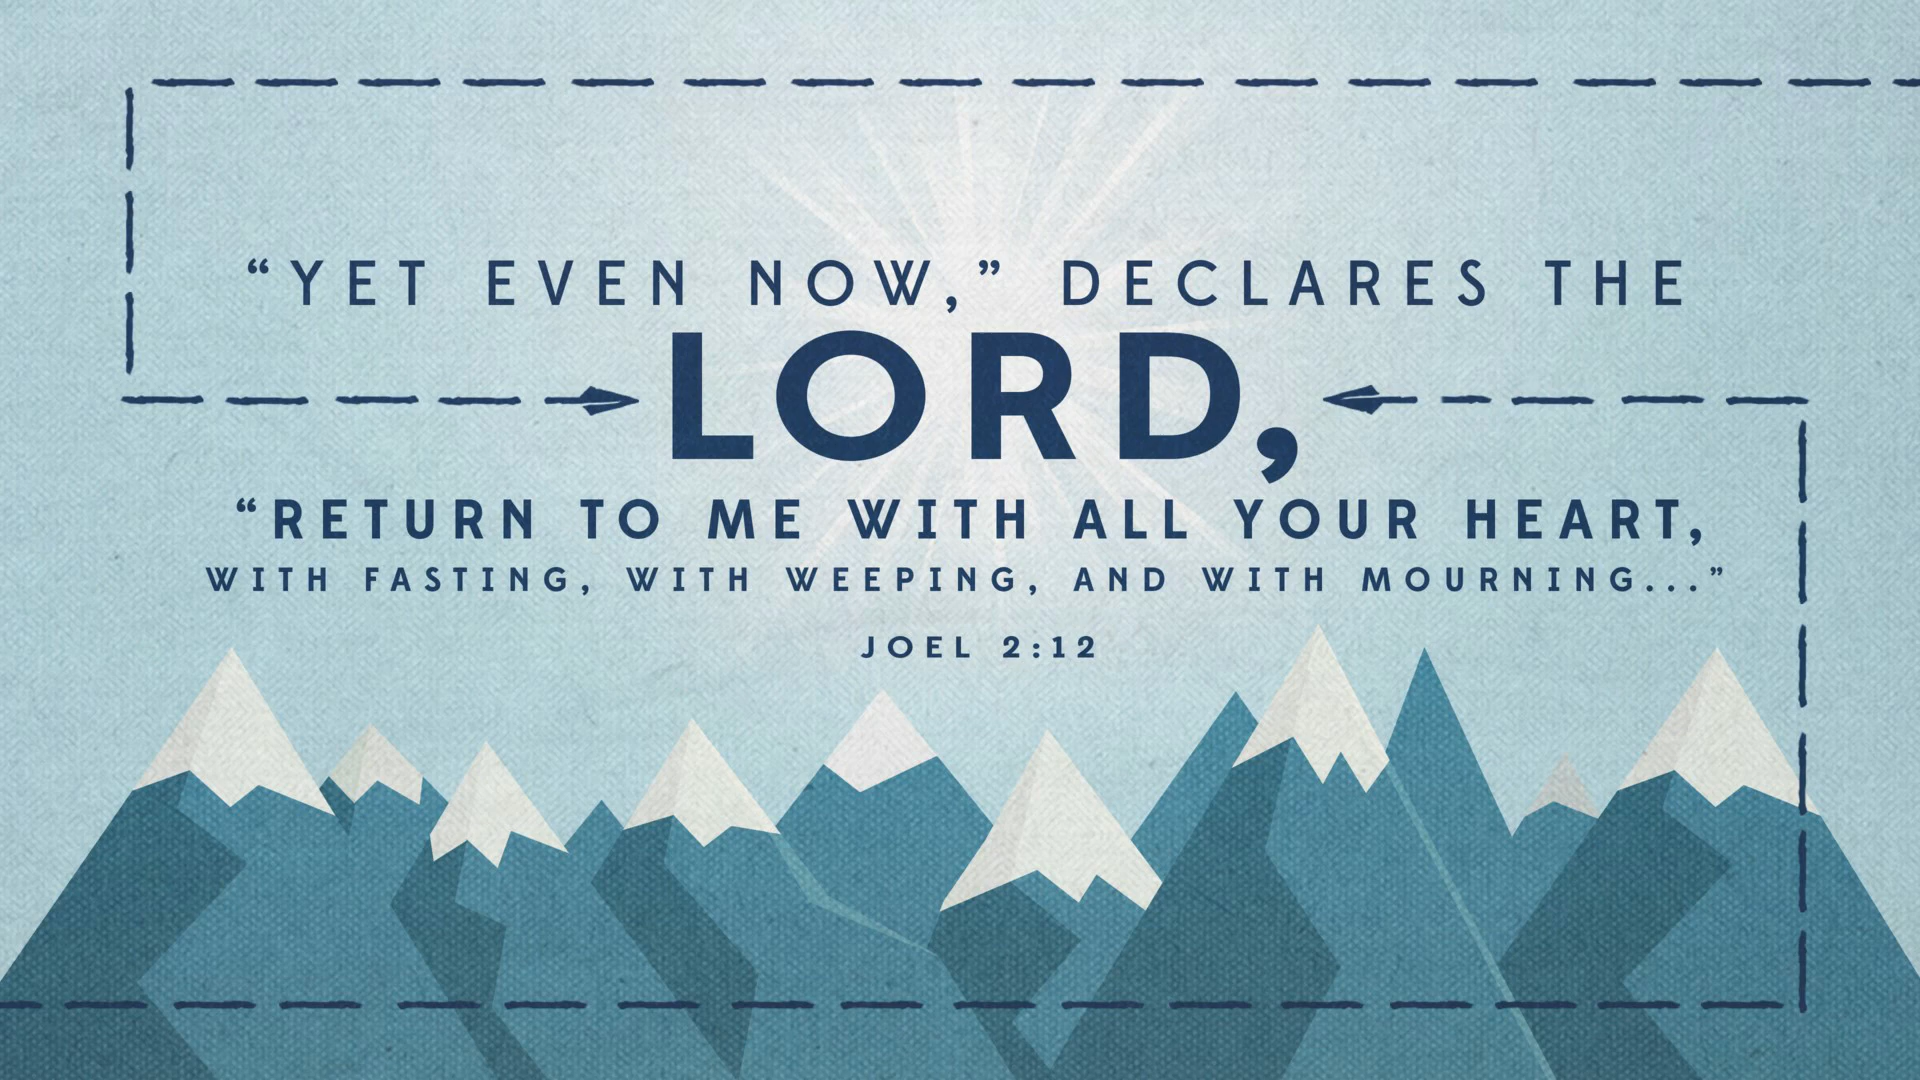 “YET EVEN NOW,” DECLARES THE
LORD,
“RETURN TO ME WITH ALL YOUR HEART,
WITH FASTING, WITH WEEPING, AND WITH MOURNING...”
JOEL 2:12